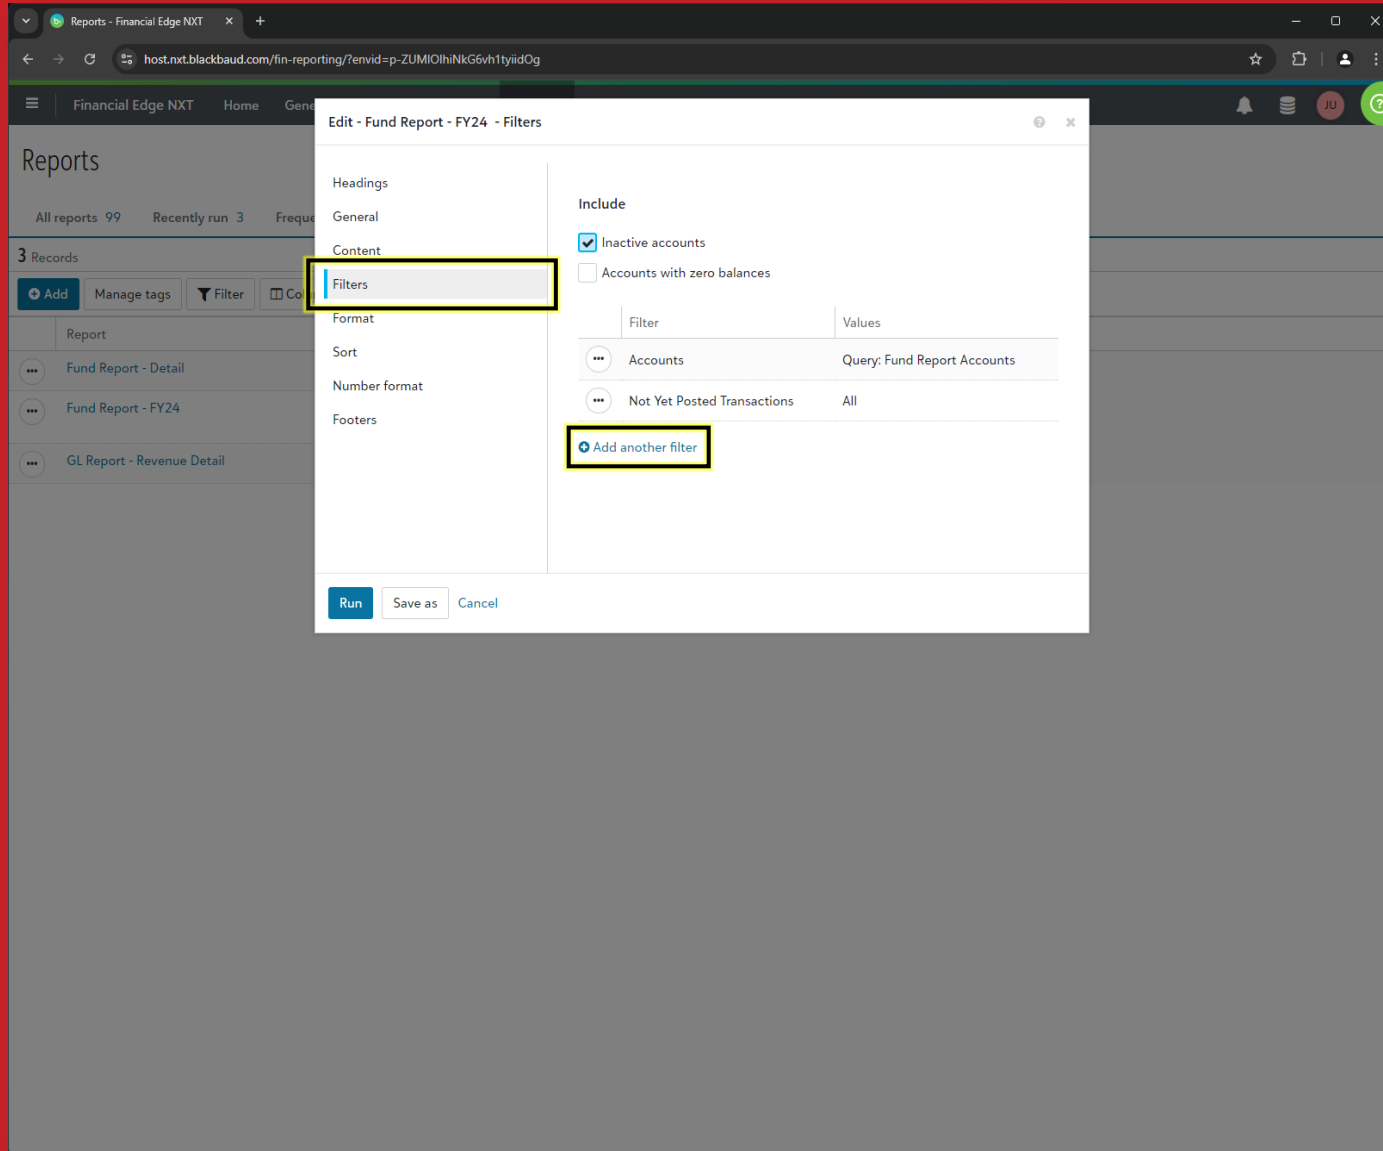 Reports - Financial Edge NXT
host.nxt.blackbaud.com/fin-reporting/?envid=p-ZUMIOIhiNkG6vh1tyiidOg
Financial Edge NXT Home Gene
JU
Reports
All reports 99 Recently run 3 Freque
3 Records
Add Manage tags Filter Colu
Report
Fund Report - Detail
Fund Report - FY24
GL Report - Revenue Detail
Edit - Fund Report - FY24 - Filters
Headings
General
Content
Filters
Format
Sort
Number format
Footers
Include
Inactive accounts
Accounts with zero balances
Filter Values
Accounts Query: Fund Report Accounts
Not Yet Posted Transactions All
Add another filter
Run Save as Cancel